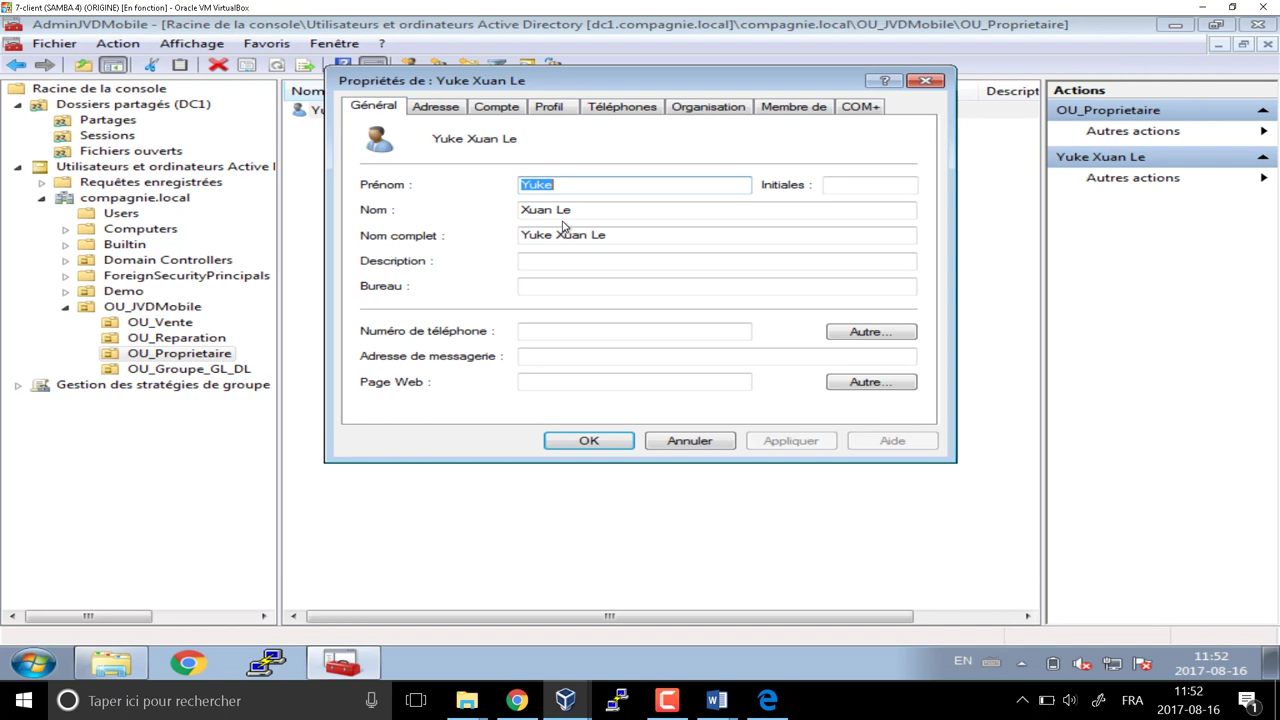 7-client (SAMBA 4) (ORIGINE) [En fonction] - Oracle VM VirtualBox
AdminJVDMobile - [Racine de la console\Utilisateurs et ordinateurs Active Directory [dc1.compagnie.local]\compagnie.local\OU_JVDMobile\OU_Proprietaire]
Fichier Action Affichage Favoris Fenêtre ?
Racine de la console
Dossiers partagés (DC1)
Partages
Sessions
Fichiers ouverts
Utilisateurs et ordinateurs Active
Requêtes enregistrées
compagnie.local
Users
Computers
Builtin
Domain Controllers
ForeignSecurityPrincipals
Demo
OU_JVDMobile
OU_Vente
OU_Reparation
OU_Proprietaire
OU_Groupe_GL_DL
Gestion des stratégies de groupe
Nom
Descript
Propriétés de : Yuke Xuan Le
?
Général Adresse Compte Profil Téléphones Organisation Membre de COM+
Yuke Xuan Le
Prénom : Yuke Initiales :
Nom : Xuan Le
Nom complet : Yuke Xuan Le
Description :
Bureau :
Numéro de téléphone : Autre...
Adresse de messagerie :
Page Web : Autre...
OK Annuler Appliquer Aide
Actions
OU_Proprietaire
Autres actions
Yuke Xuan Le
Autres actions
EN
11:52
2017-08-16
Taper ici pour rechercher
FRA
11:52
2017-08-16
1